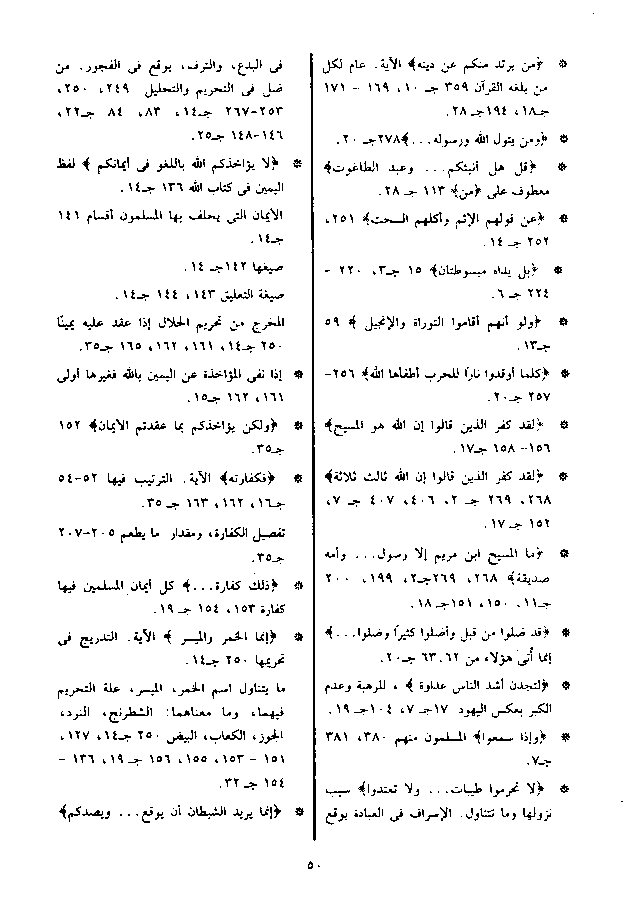 * ﴿من يرتد منكم عن دينه﴾ الآية. عام لكل
من بلغه القرآن ٣٥٩ جـ ١٠، ١٦٩ - ١٧١
جـ١٨، ١٩٤جـ ٢٨.
* ﴿ومن يتول الله ورسوله...﴾٢٧٨جـ ٢٠.
* ﴿قل هل أنبئكم... وعبد الطاغوت﴾
معطوف على ﴿من﴾ ١١٣ جـ ٢٨.
* ﴿عن قولهم الإثم وأكلهم السحت﴾ ٢٥١،
٢٥٢ جـ ١٤.
* ﴿بل يداه مبسوطتان﴾ ١٥ جـ٣، ٢٢٠ -
٢٢٤ جـ ٦.
* ﴿ولو أنهم أقاموا التوراة والإنجيل﴾ ٥٩
جـ١٣.
* ﴿كلما أوقدوا نارًا للحرب أطفأها الله﴾ ٢٥٦-
٢٥٧ جـ٢٠.
* ﴿لقد كفر الذين قالوا إن الله هو المسيح﴾
١٥٦- ١٥٨ جـ١٧.
* ﴿لقد كفر الذين قالوا إن الله ثالث ثلاثة﴾
٢٦٨، ٢٦٩ جـ ٢، ٤٠٦، ٤٠٧ جـ ٧،
١٥٢ جـ ١٧.
* ﴿ما المسيح ابن مريم إلا رسول... وأمه
صديقة﴾ ٢٦٨، ٢٦٩جـ٢، ١٩٩، ٢٠٠
جـ١١، ١٥٠، ١٥١جـ ١٨.
* ﴿قد ضلوا من قبل وأضلوا كثيرًا وضلوا...﴾
إنما أتى هؤلاء من ٦٢، ٦٣ جـ٢٠.
* ﴿لتجدن أشد الناس عداوة﴾ ، للرهبة وعدم
الكبر بعكس اليهود ١٧جـ ٧، ١٠٤جـ ١٩.
* ﴿وإذا سمعوا﴾ المسلمون منهم ٣٨٠، ٣٨١
جـ٧.
* ﴿لا تحرموا طيبات... ولا تعتدوا﴾ سبب
نزولها وما تتناول. الإسراف فى العبادة يوقع
فى البدع، والترف، يوقع فى الفجور. من
ضل فى التحريم والتحليل ٢٤٩، ٢٥٠،
٢٥٣-٢٦٧ جـ١٤، ٨٣، ٨٤ جـ٢٢،
١٤٦-١٤٨ جـ٢٥.
* ﴿لا يؤاخذكم الله باللغو فى أيمانكم﴾ لفظ
اليمين فى كتاب الله ١٣٦ جـ١٤.
الأيمان التى يحلف بها المسلمون أقسام ١٤٦
جـ١٤.
صيغها ١٤٢جـ ١٤.
صيغة التعليق ١٤٣، ١٤٤ جـ١٤.
المخرج من تحريم الحلال إذا عقد عليه يمينًا
٢٥٠ جـ١٤، ١٦١، ١٦٢، ١٦٥ جـ٣٥.
* إذا نفى المؤاخذة عن اليمين بالله فغيرها أولى
١٦١، ١٦٢ جـ١٥.
* ﴿ولكن يؤاخذكم بما عقدتم الأيمان﴾ ١٥٢
جـ٣٥.
* ﴿فكفارته﴾ الآية. الترتيب فيها ٥٢-٥٤
جـ١٦، ١٦٢، ١٦٣ جـ ٣٥.
تفصيل الكفارة، ومقدار ما يطعم ٢٠٥-٢٠٧
جـ٣٥.
* ﴿ذلك كفارة...﴾ كل أيمان المسلمين فيها
كفارة ١٥٣، ١٥٤ جـ ١٩.
* ﴿إنما الخمر والميسر﴾ الآية. التدريج فى
تحريمها ٢٥٠ جـ١٤.
ما يتناول اسم الخمر، الميسر، علة التحريم
فيهما، وما معناهما: الشطرنج، النرد،
الجوز، الكعاب، البيض ٢٥٠ جـ١٤، ١٢٧،
١٥١ - ١٥٣، ١٥٥، ١٥٦ جـ ١٩، ١٣٦ -
١٥٤ جـ ٣٢.
* ﴿إنما يريد الشيطان أن يوقع... ويصدكم﴾
٥٠